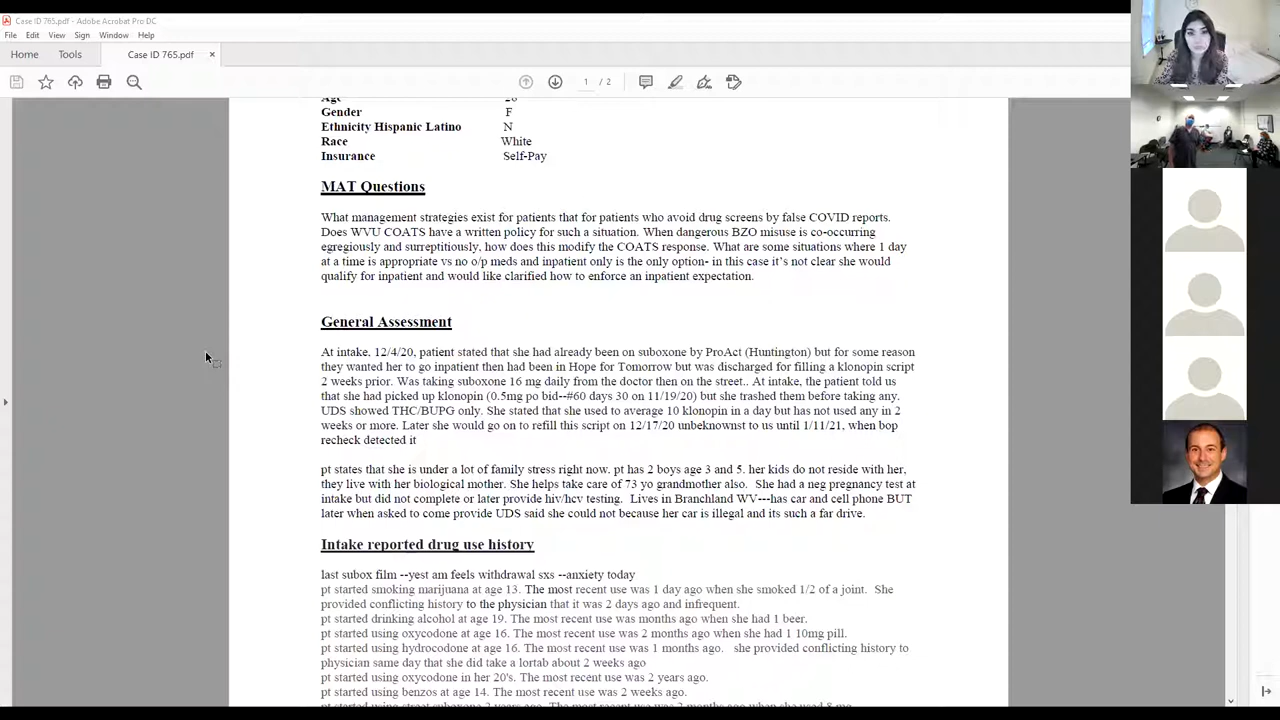 Case ID 765.pdf - Adobe Acrobat Pro DC
File Edit View Sign Window Help
Home Tools Case ID 765.pdf ×
1 / 2
Age 28
Gender F
Ethnicity Hispanic Latino N
Race White
Insurance Self-Pay
MAT Questions
What management strategies exist for patients that for patients who avoid drug screens by false COVID reports.
Does WVU COATS have a written policy for such a situation. When dangerous BZO misuse is co-occurring
egregiously and surreptitiously, how does this modify the COATS response. What are some situations where 1 day
at a time is appropriate vs no o/p meds and inpatient only is the only option- in this case it's not clear she would
qualify for inpatient and would like clarified how to enforce an inpatient expectation.
General Assessment
At intake, 12/4/20, patient stated that she had already been on suboxone by ProAct (Huntington) but for some reason
they wanted her to go inpatient then had been in Hope for Tomorrow but was discharged for filling a klonopin script
2 weeks prior. Was taking suboxone 16 mg daily from the doctor then on the street.. At intake, the patient told us
that she had picked up klonopin (0.5mg po bid--#60 days 30 on 11/19/20) but she trashed them before taking any.
UDS showed THC/BUPG only. She stated that she used to average 10 klonopin in a day but has not used any in 2
weeks or more. Later she would go on to refill this script on 12/17/20 unbeknownst to us until 1/11/21, when bop
recheck detected it
pt states that she is under a lot of family stress right now. pt has 2 boys age 3 and 5. her kids do not reside with her,
they live with her biological mother. She helps take care of 73 yo grandmother also. She had a neg pregnancy test at
intake but did not complete or later provide hiv/hcv testing. Lives in Branchland WV---has car and cell phone BUT
later when asked to come provide UDS said she could not because her car is illegal and its such a far drive.
Intake reported drug use history
last subox film --yest am feels withdrawal sxs --anxiety today
pt started smoking marijuana at age 13. The most recent use was 1 day ago when she smoked 1/2 of a joint. She
provided conflicting history to the physician that it was 2 days ago and infrequent.
pt started drinking alcohol at age 19. The most recent use was months ago when she had 1 beer.
pt started using oxycodone at age 16. The most recent use was 2 months ago when she had 1 10mg pill.
pt started using hydrocodone at age 16. The most recent use was 1 months ago. she provided conflicting history to
physician same day that she did take a lortab about 2 weeks ago
pt started using oxycodone in her 20's. The most recent use was 2 years ago.
pt started using benzos at age 14. The most recent use was 2 weeks ago.
pt started using street suboxone 2 years ago. The most recent use was 2 months ago when she used 8 mg